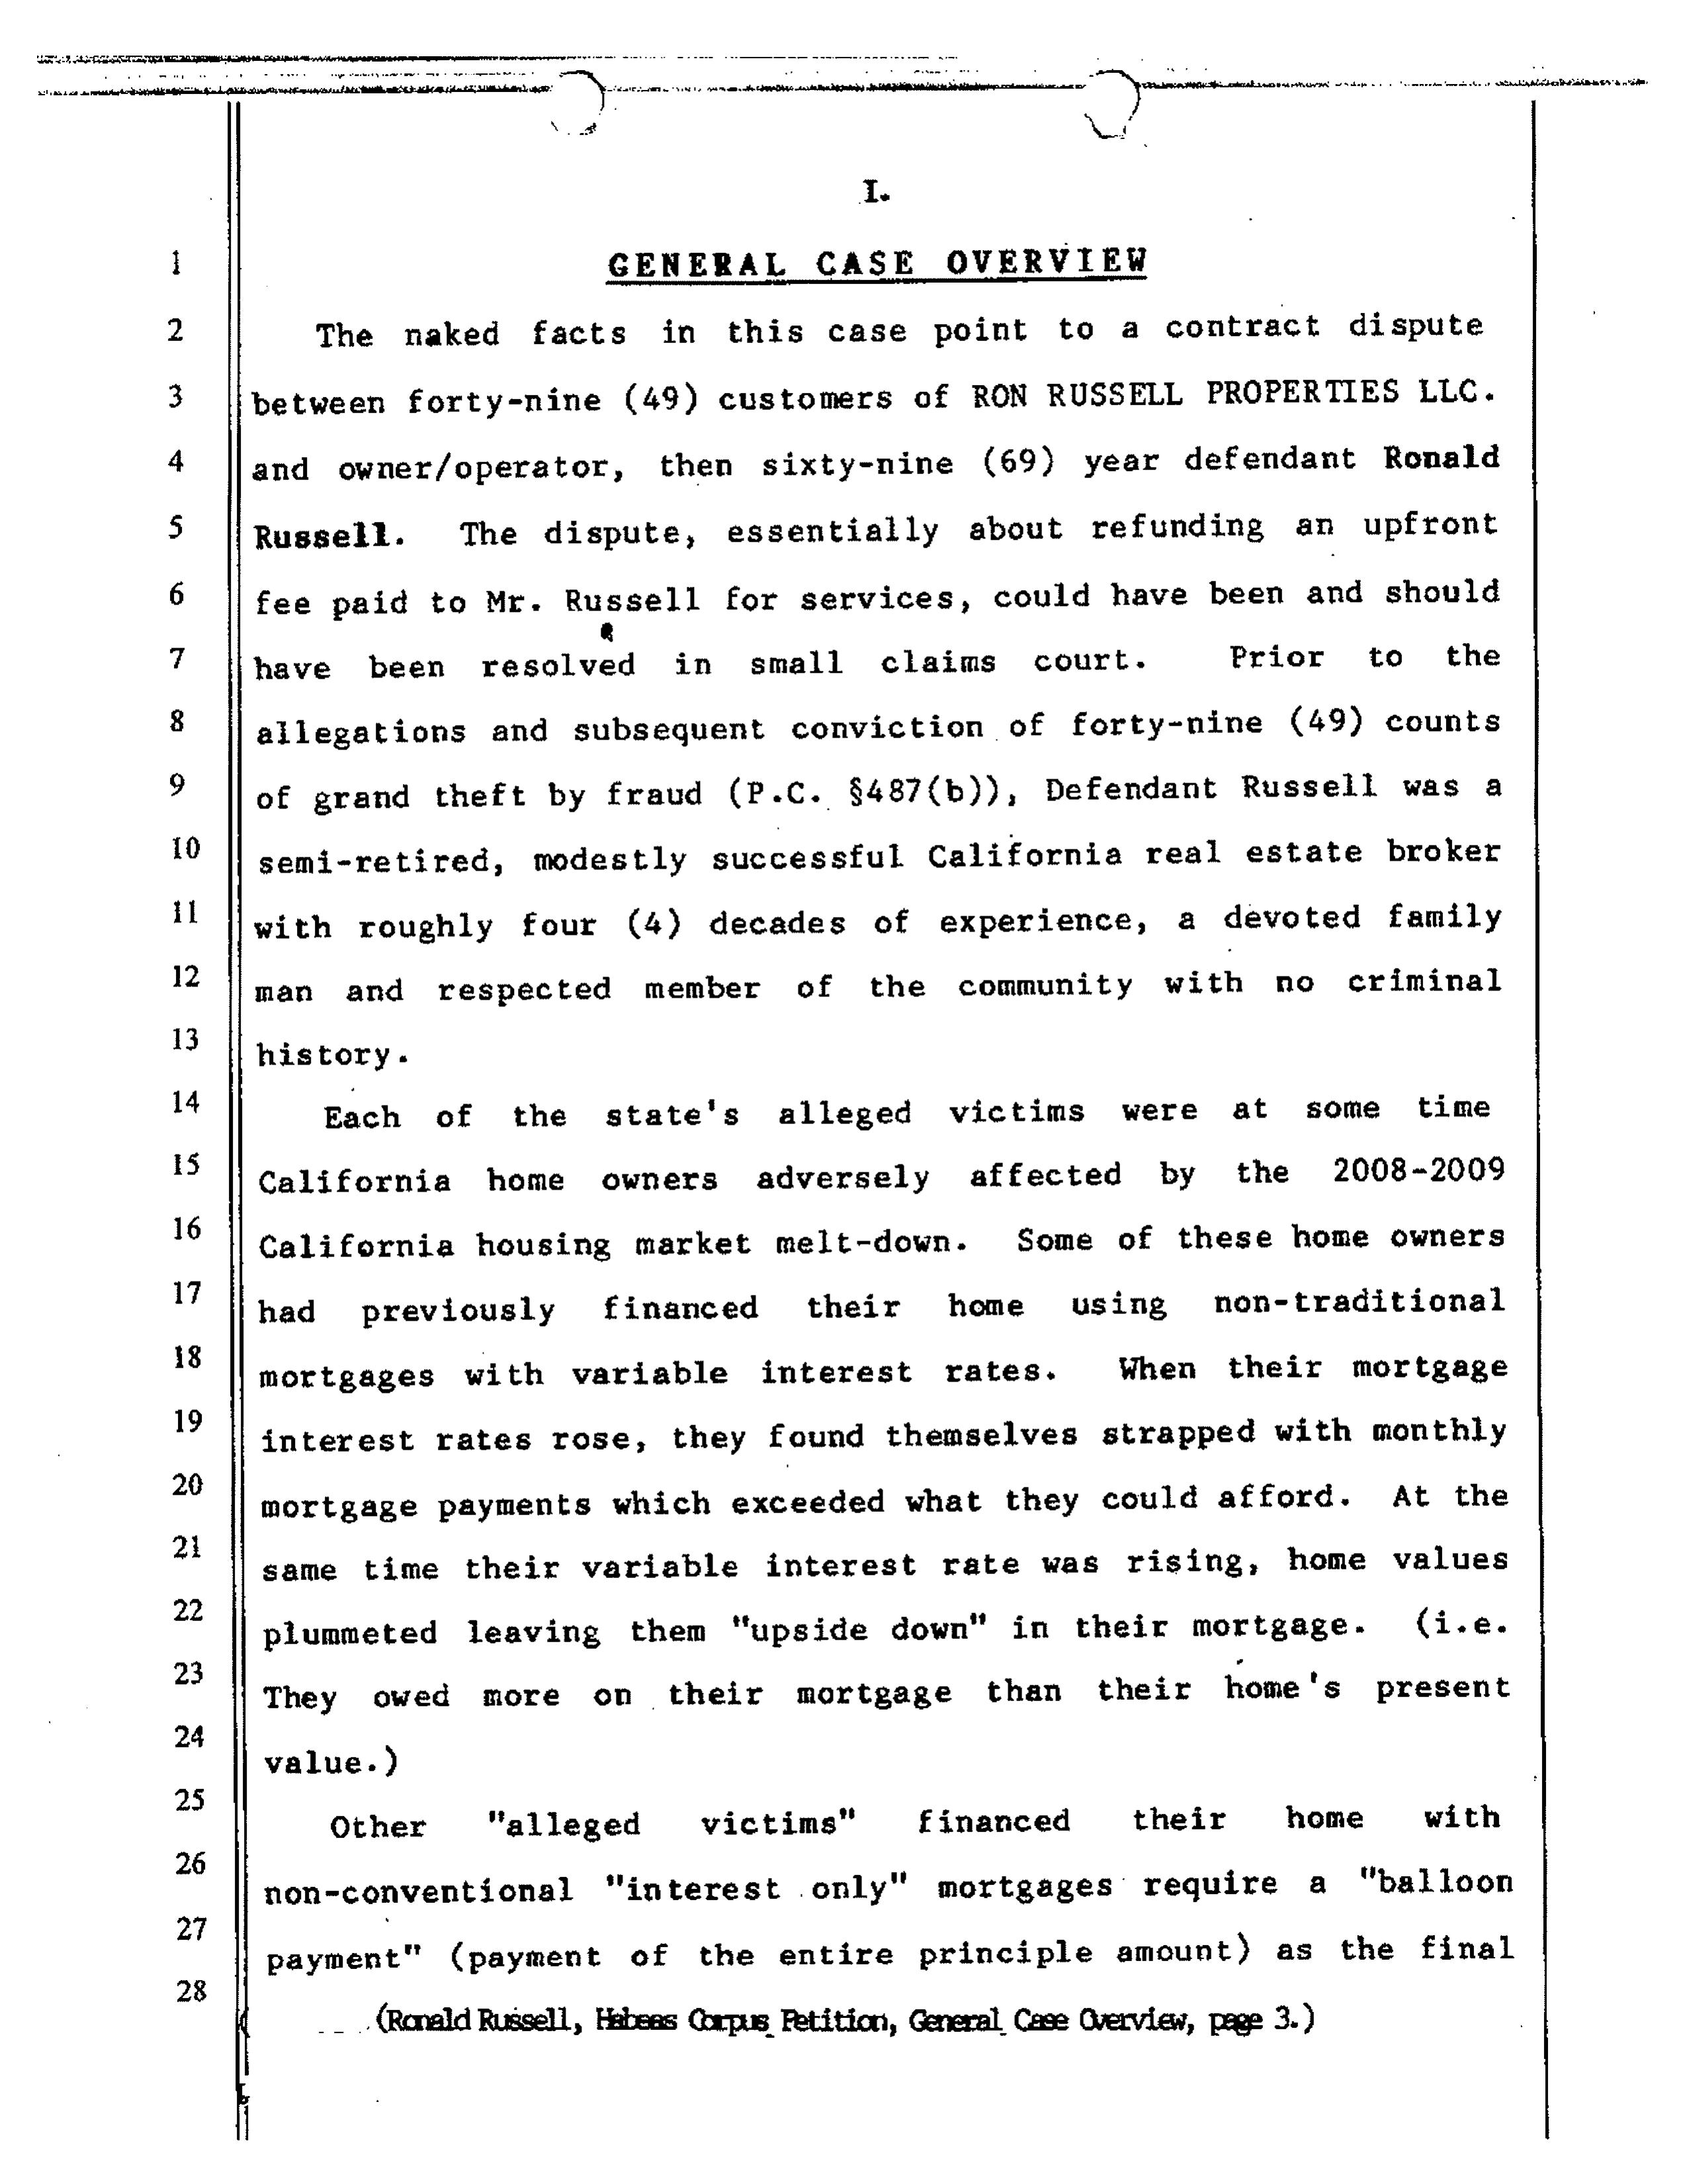 I.
1 GENERAL CASE OVERVIEW
2 The naked facts in this case point to a contract dispute
3 between forty-nine (49) customers of RON RUSSELL PROPERTIES LLC.
4 and owner/operator, then sixty-nine (69) year defendant Ronald
5 Russell. The dispute, essentially about refunding an upfront
6 fee paid to Mr. Russell for services, could have been and should
7 have been resolved in small claims court. Prior to the
8 allegations and subsequent conviction of forty-nine (49) counts
9 of grand theft by fraud (P.C. §487(b)), Defendant Russell was a
10 semi-retired, modestly successful California real estate broker
11 with roughly four (4) decades of experience, a devoted family
12 man and respected member of the community with no criminal
13 history.
14 Each of the state's alleged victims were at some time
15 California home owners adversely affected by the 2008-2009
16 California housing market melt-down. Some of these home owners
17 had previously financed their home using non-traditional
18 mortgages with variable interest rates. When their mortgage
19 interest rates rose, they found themselves strapped with monthly
20 mortgage payments which exceeded what they could afford. At the
21 same time their variable interest rate was rising, home values
22 plummeted leaving them "upside down" in their mortgage. (i.e.
23 They owed more on their mortgage than their home's present
24 value.)
25 Other "alleged victims" financed their home with
26 non-conventional "interest only" mortgages require a "balloon
27 payment" (payment of the entire principle amount) as the final
28
(Ronald Russell, Habeas Corpus Petition, General Case Overview, page 3.)